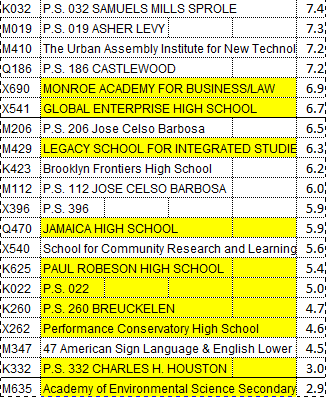 K032 P.S. 032 SAMUELS MILLS SPROLE 7.4
M019 P.S. 019 ASHER LEVY 7.3
M410 The Urban Assembly Institute for New Technol 7.2
Q186 P.S. 186 CASTLEWOOD 7.2
X690 MONROE ACADEMY FOR BUSINESS/LAW 6.9
X541 GLOBAL ENTERPRISE HIGH SCHOOL 6.7
M206 P.S. 206 Jose Celso Barbosa 6.5
M429 LEGACY SCHOOL FOR INTEGRATED STUDIE 6.3
K423 Brooklyn Frontiers High School 6.2
M112 P.S. 112 JOSE CELSO BARBOSA 6.0
X396 P.S. 396 5.9
Q470 JAMAICA HIGH SCHOOL 5.9
X540 School for Community Research and Learning 5.6
K625 PAUL ROBESON HIGH SCHOOL 5.4
K022 P.S. 022 5.0
K260 P.S. 260 BREUCKELEN 4.7
X262 Performance Conservatory High School 4.6
M347 47 American Sign Language & English Lower 4.5
K332 P.S. 332 CHARLES H. HOUSTON 3.0
M635 Academy of Environmental Science Secondary 2.9